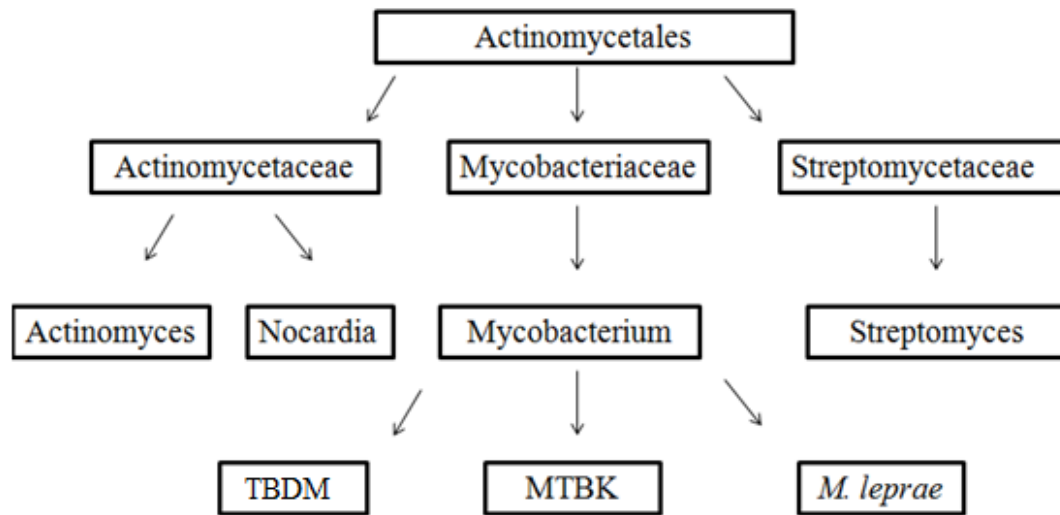 Actinomycetales
Actinomycetaceae
Mycobacteriaceae
Streptomycetaceae
Actinomyces
Nocardia
Mycobacterium
Streptomyces
TBDM
MTBK
M. leprae